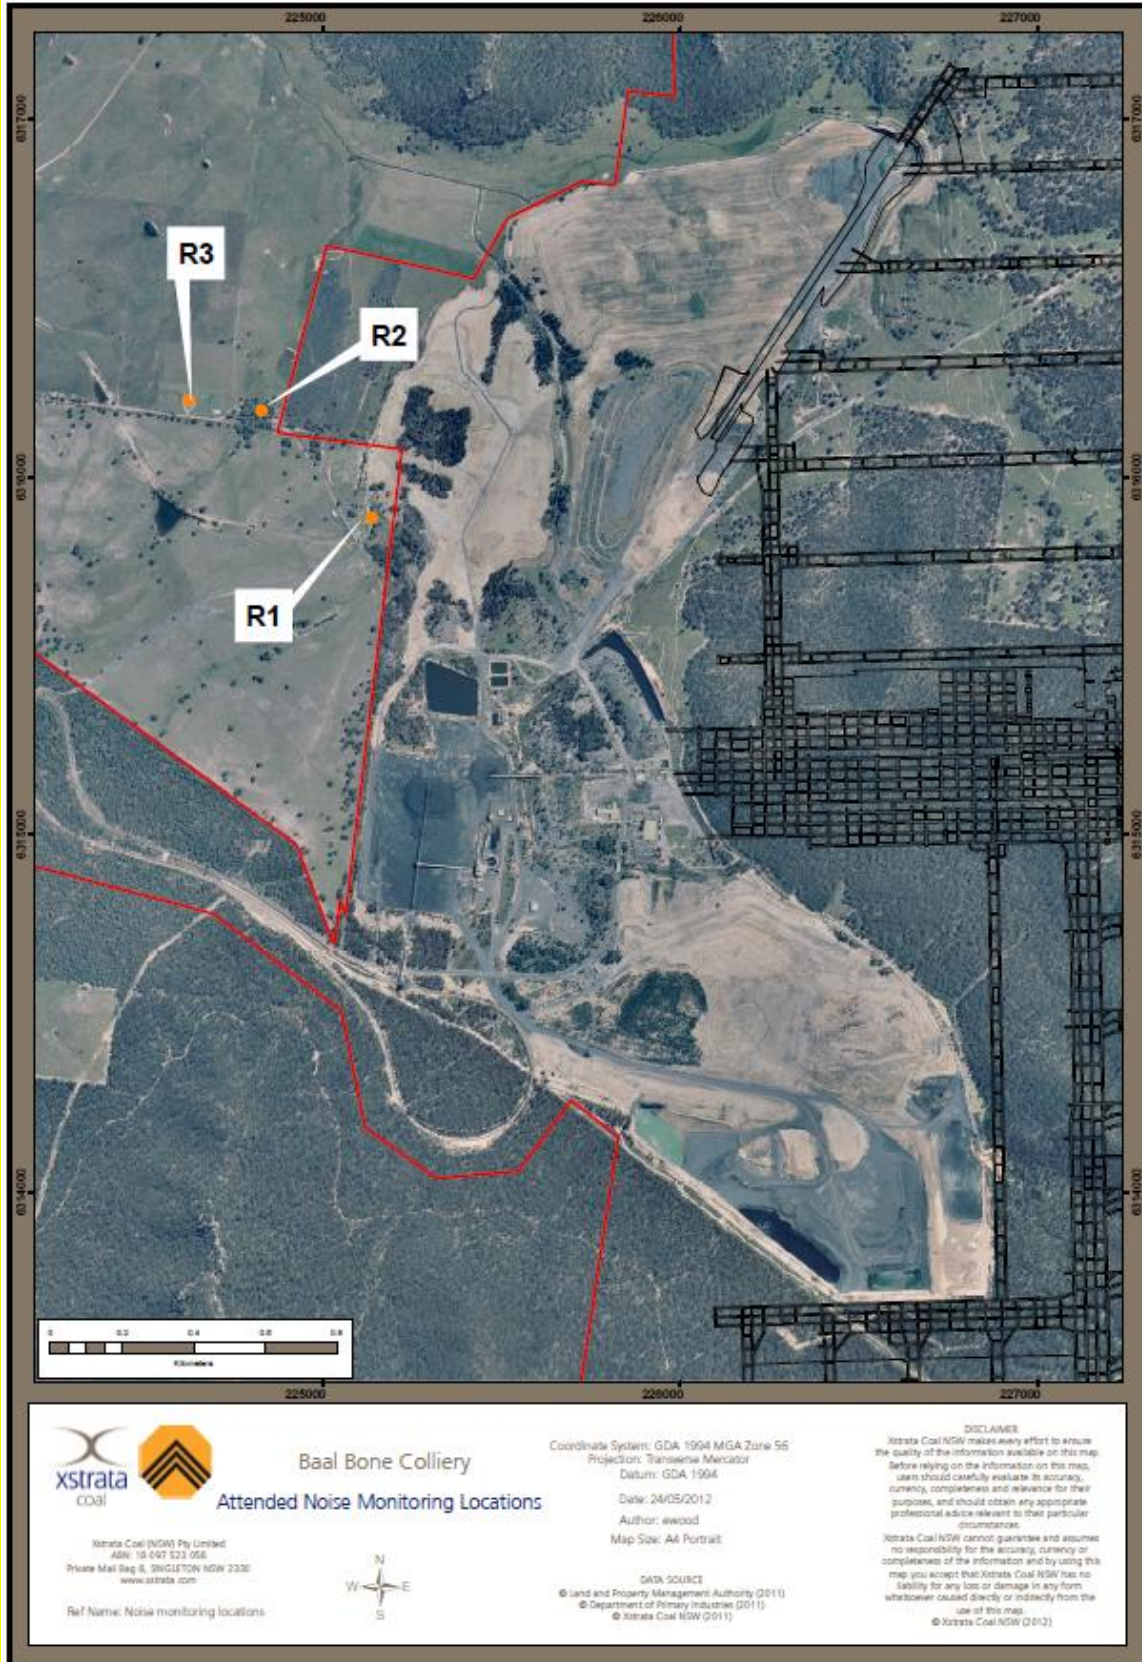 225000
226000
227000
6317000
6317000
R3
R2
6316000
6316000
R1
6315000
6315000
6314000
6314000
0 0.2 0.4 0.6 0.8
Kilometers
225000
226000
227000
xstrata
coal
Xstrata Coal (NSW) Pty Limited
Private Mail Bag 8, SINGLETON NSW 2330
www.xstrata.com
Ref Name: Noise monitoring locations
Baal Bone Colliery
Attended Noise Monitoring Locations
N
W E
S
Coordinate System: GDA 1994 MGA Zone 56
Projection: Transverse Mercator
Datum: GDA 1994
Date: 24/05/2012
Author: ewood
Map Size: A4 Portrait
DATA SOURCE
© Land and Property Management Authority (2011)
© Department of Primary Industries (2011)
© Xstrata Coal NSW (2011)
DISCLAIMER
Xstrata Coal NSW makes every effort to ensure
the quality of the information available on this map.
Before relying on the information on this map,
users should carefully evaluate its accuracy,
currency, completeness and relevance for their
purposes, and should obtain any appropriate
professional advice relevant to their particular
circumstances.
Xstrata Coal NSW cannot guarantee and assumes
no responsibility for the accuracy, currency or
completeness of the information and by using this
map you accept that Xstrata Coal NSW has no
liability for any loss or damage in any form
whatsoever caused directly or indirectly from the
use of this map.
© Xstrata Coal NSW (2012)